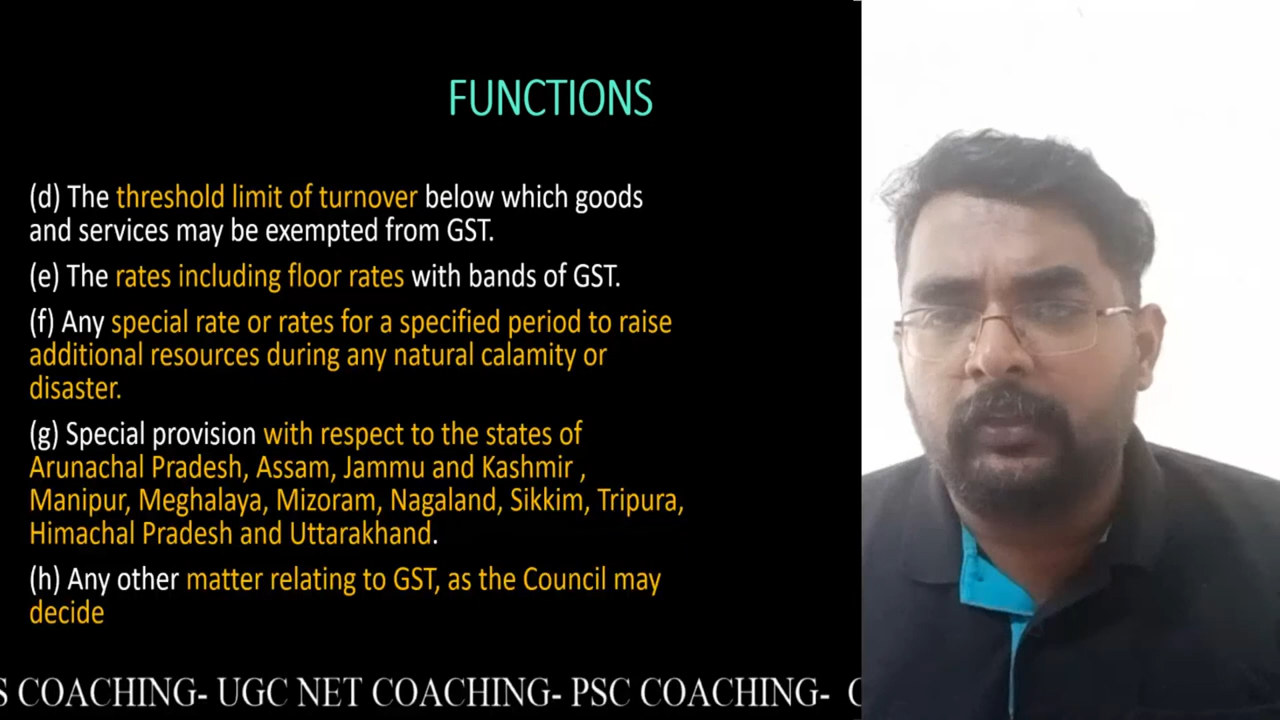 FUNCTIONS
(d) The threshold limit of turnover below which goods
and services may be exempted from GST.
(e) The rates including floor rates with bands of GST.
(f) Any special rate or rates for a specified period to raise
additional resources during any natural calamity or
disaster.
(g) Special provision with respect to the states of
Arunachal Pradesh, Assam, Jammu and Kashmir ,
Manipur, Meghalaya, Mizoram, Nagaland, Sikkim, Tripura,
Himachal Pradesh and Uttarakhand.
(h) Any other matter relating to GST, as the Council may
decide
S COACHING- UGC NET COACHING- PSC COACHING-